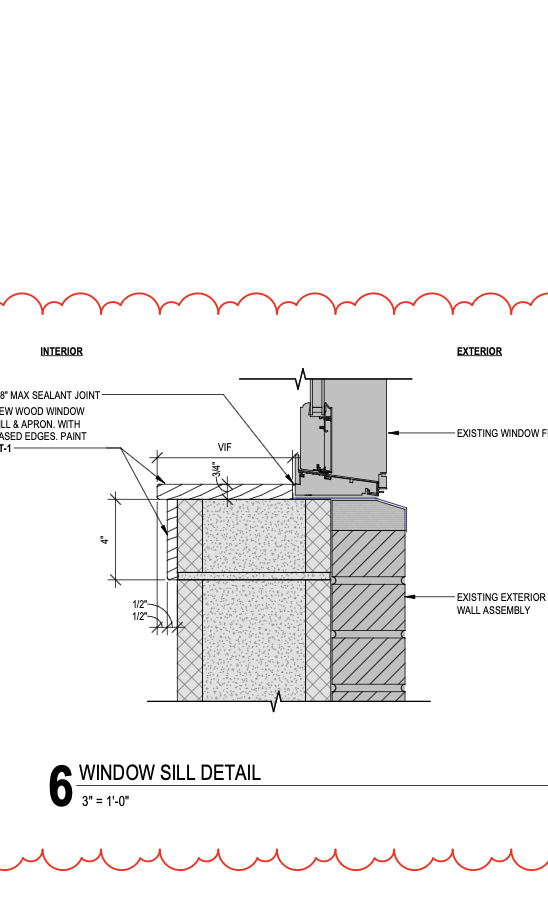 INTERIOR
EXTERIOR
8" MAX SEALANT JOINT
EW WOOD WINDOW
ILL & APRON. WITH
ASED EDGES. PAINT
T-1
VIF
3/4"
EXISTING WINDOW F
4"
1/2"
1/2"
EXISTING EXTERIOR
WALL ASSEMBLY
6 WINDOW SILL DETAIL
3" = 1'-0"